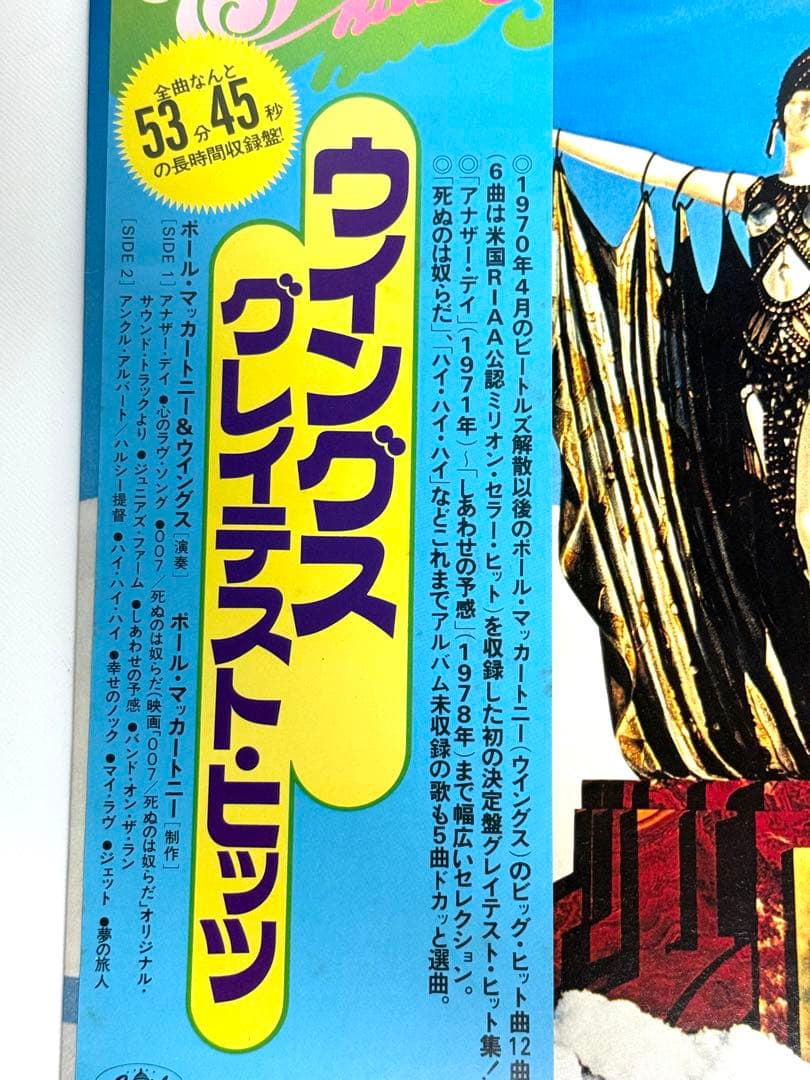 全曲なんと
53分45秒
の長時間収録盤!
◎1970年4月のビートルズ解散以後のポール・マッカートニー(ウイングス)のビッグ・ヒット曲12曲
(6曲は米国RIAA公認ミリオン・セラー・ヒット)を収録した初の決定盤グレイテスト・ヒット集!
◎「アナザー・デイ」(1971年)〜「しあわせの予感」(1978年)まで幅広いセレクション。
◎「死ぬのは奴らだ」、「ハイ・ハイ・ハイ」などこれまでアルバム未収録の歌も5曲ドカッと選曲。
ウイングス
グレイテスト・ヒッツ
ポール・マッカートニー&ウイングス[演奏] ポール・マッカートニー[制作]
[SIDE 1]アナザー・デイ ●心のラヴ・ソング ●007/死ぬのは奴らだ(映画「007/死ぬのは奴らだ」オリジナル・
サウンド・トラックより ●ジュニアズ・ファーム ●しあわせの予感 ●バンド・オン・ザ・ラン
[SIDE 2]アンクル・アルバート/ハルシー提督 ●ハイ・ハイ・ハイ ●幸せのノック ●マイ・ラヴ ●ジェット ●夢の旅人